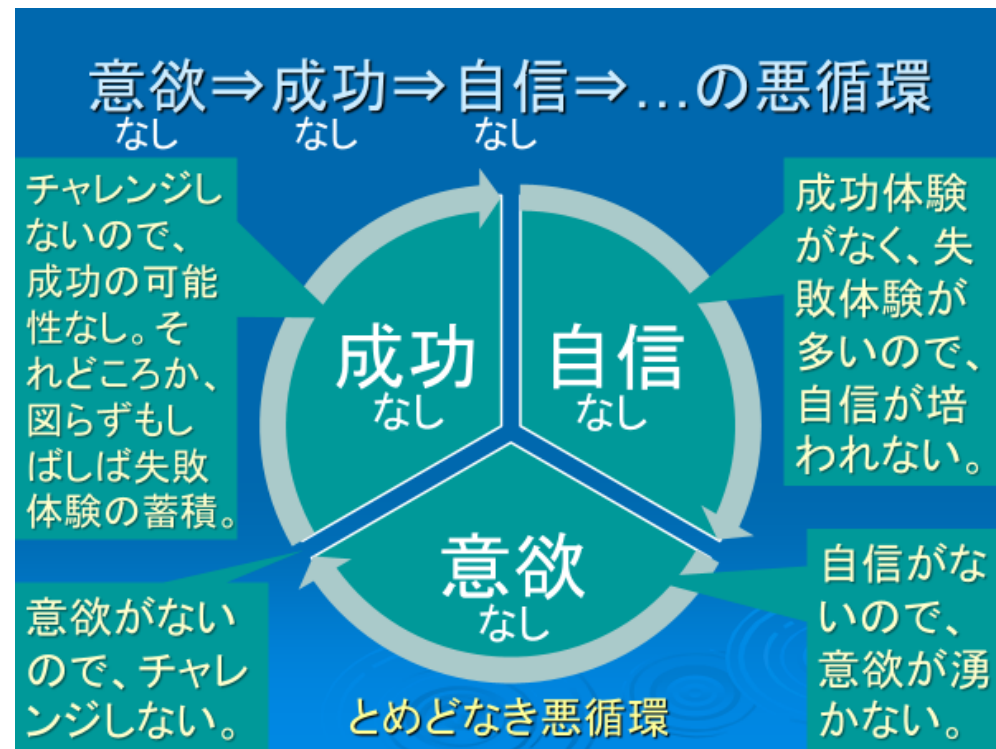 意欲⇒成功⇒自信⇒…の悪循環
なし なし なし
チャレンジし
ないので、
成功の可能
性なし。そ
れどころか、
図らずもし
ばしば失敗
体験の蓄積。
成功体験
がなく、失
敗体験が
多いので、
自信が培
われない。
成功
なし
自信
なし
意欲
なし
意欲がない
ので、チャレ
ンジしない。
自信がな
いので、
意欲が湧
かない。
とめどなき悪循環